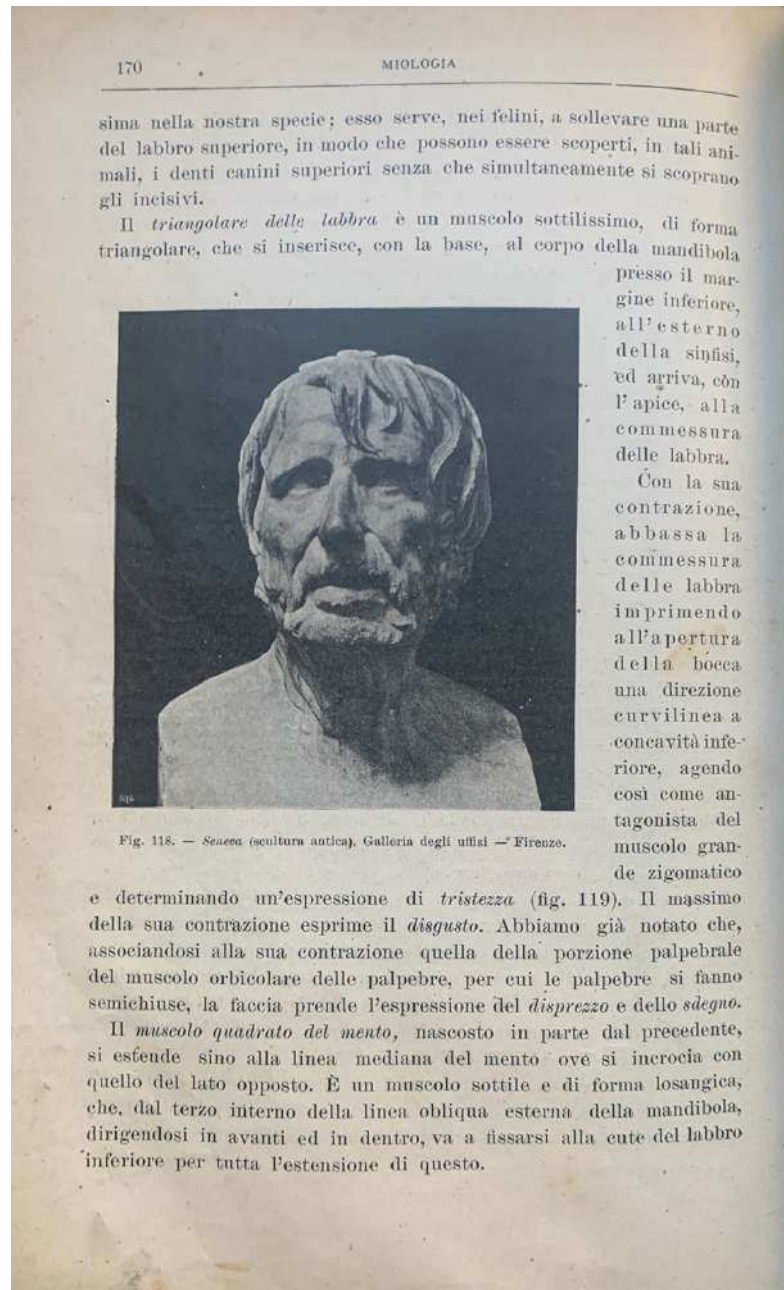 170
MIOLOGIA
sima nella nostra specie; esso serve, nei felini, a sollevare una parte
del labbro superiore, in modo che possono essere scoperti, in tali ani-
mali, i denti canini superiori senza che simultaneamente si scoprano
gli incisivi.
Il triangolare delle labbra è un muscolo sottilissimo, di forma
triangolare, che si inserisce, con la base, al corpo della mandibola
presso il mar-
gine inferiore,
all'esterno
della sinfisi,
ed arriva, con
l'apice, alla
commessura
delle labbra.
Con la sua
contrazione,
abbassa la
commessura
delle labbra
imprimendo
all'apertura
della bocca
una direzione
curvilinea a
concavità infe-
riore, agendo
così come an-
tagonista del
muscolo gran-
de zigomatico
Fig. 118. — Seneca (scultura antica). Galleria degli uffizi — Firenze.
e determinando un'espressione di tristezza (fig. 119). Il massimo
della sua contrazione esprime il disgusto. Abbiamo già notato che,
associandosi alla sua contrazione quella della porzione palpebrale
del muscolo orbicolare delle palpebre, per cui le palpebre si fanno
semichiuse, la faccia prende l'espressione del disprezzo e dello sdegno.
Il muscolo quadrato del mento, nascosto in parte dal precedente,
si estende sino alla linea mediana del mento ove si incrocia con
quello del lato opposto. È un muscolo sottile e di forma losangica,
che, dal terzo interno della linea obliqua esterna della mandibola,
dirigendosi in avanti ed in dentro, va a fissarsi alla cute del labbro
inferiore per tutta l'estensione di questo.